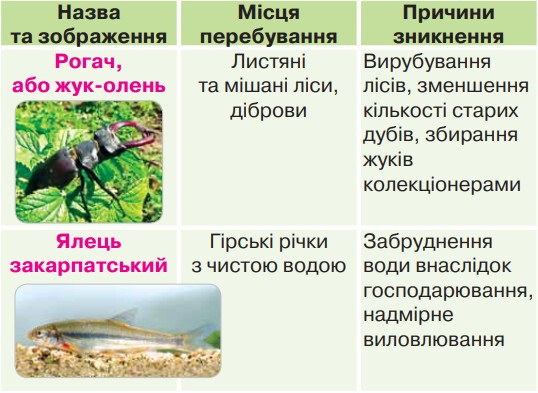 Назва
та зображення
Місця
перебування
Причини
зникнення
Рогач,
або жук-олень
Листяні
та мішані ліси,
діброви
Вирубування
лісів, зменшення
кількості старих
дубів, збирання
жуків
колекціонерами
Ялець
закарпатський
Гірські річки
з чистою водою
Забруднення
води внаслідок
господарювання,
надмірне
виловлювання